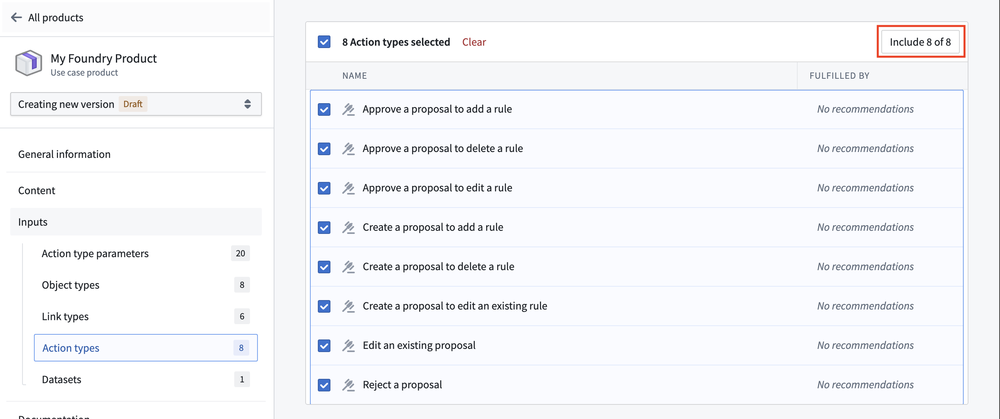 All products
My Foundry Product
Use case product
Creating new version Draft
General information
Content
Inputs
Action type parameters 20
Object types 8
Link types 6
Action types 8
Datasets 1
Documentation
8 Action types selected Clear Include 8 of 8
NAME FULFILLED BY
Approve a proposal to add a rule No recommendations
Approve a proposal to delete a rule No recommendations
Approve a proposal to edit a rule No recommendations
Create a proposal to add a rule No recommendations
Create a proposal to delete a rule No recommendations
Create a proposal to edit an existing rule No recommendations
Edit an existing proposal No recommendations
Reject a proposal No recommendations